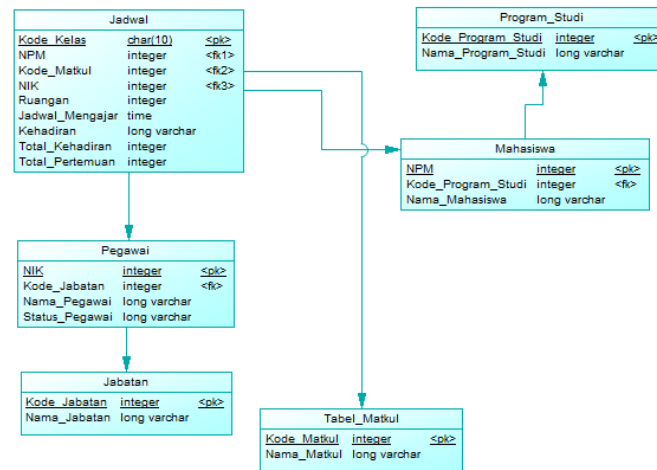 Jadwal
Kode_Kelas char(10) <pk>
NPM integer <fk1>
Kode_Matkul integer <fk2>
NIK integer <fk3>
Ruangan integer
Jadwal_Mengajar time
Kehadiran long varchar
Total_Kehadiran integer
Total_Pertemuan integer
Program_Studi
Kode_Program_Studi integer <pk>
Nama_Program_Studi long varchar
Mahasiswa
NPM integer <pk>
Kode_Program_Studi integer <fk>
Nama_Mahasiswa long varchar
Pegawai
NIK integer <pk>
Kode_Jabatan integer <fk>
Nama_Pegawai long varchar
Status_Pegawai long varchar
Jabatan
Kode_Jabatan integer <pk>
Nama_Jabatan long varchar
Tabel_Matkul
Kode_Matkul integer <pk>
Nama_Matkul long varchar